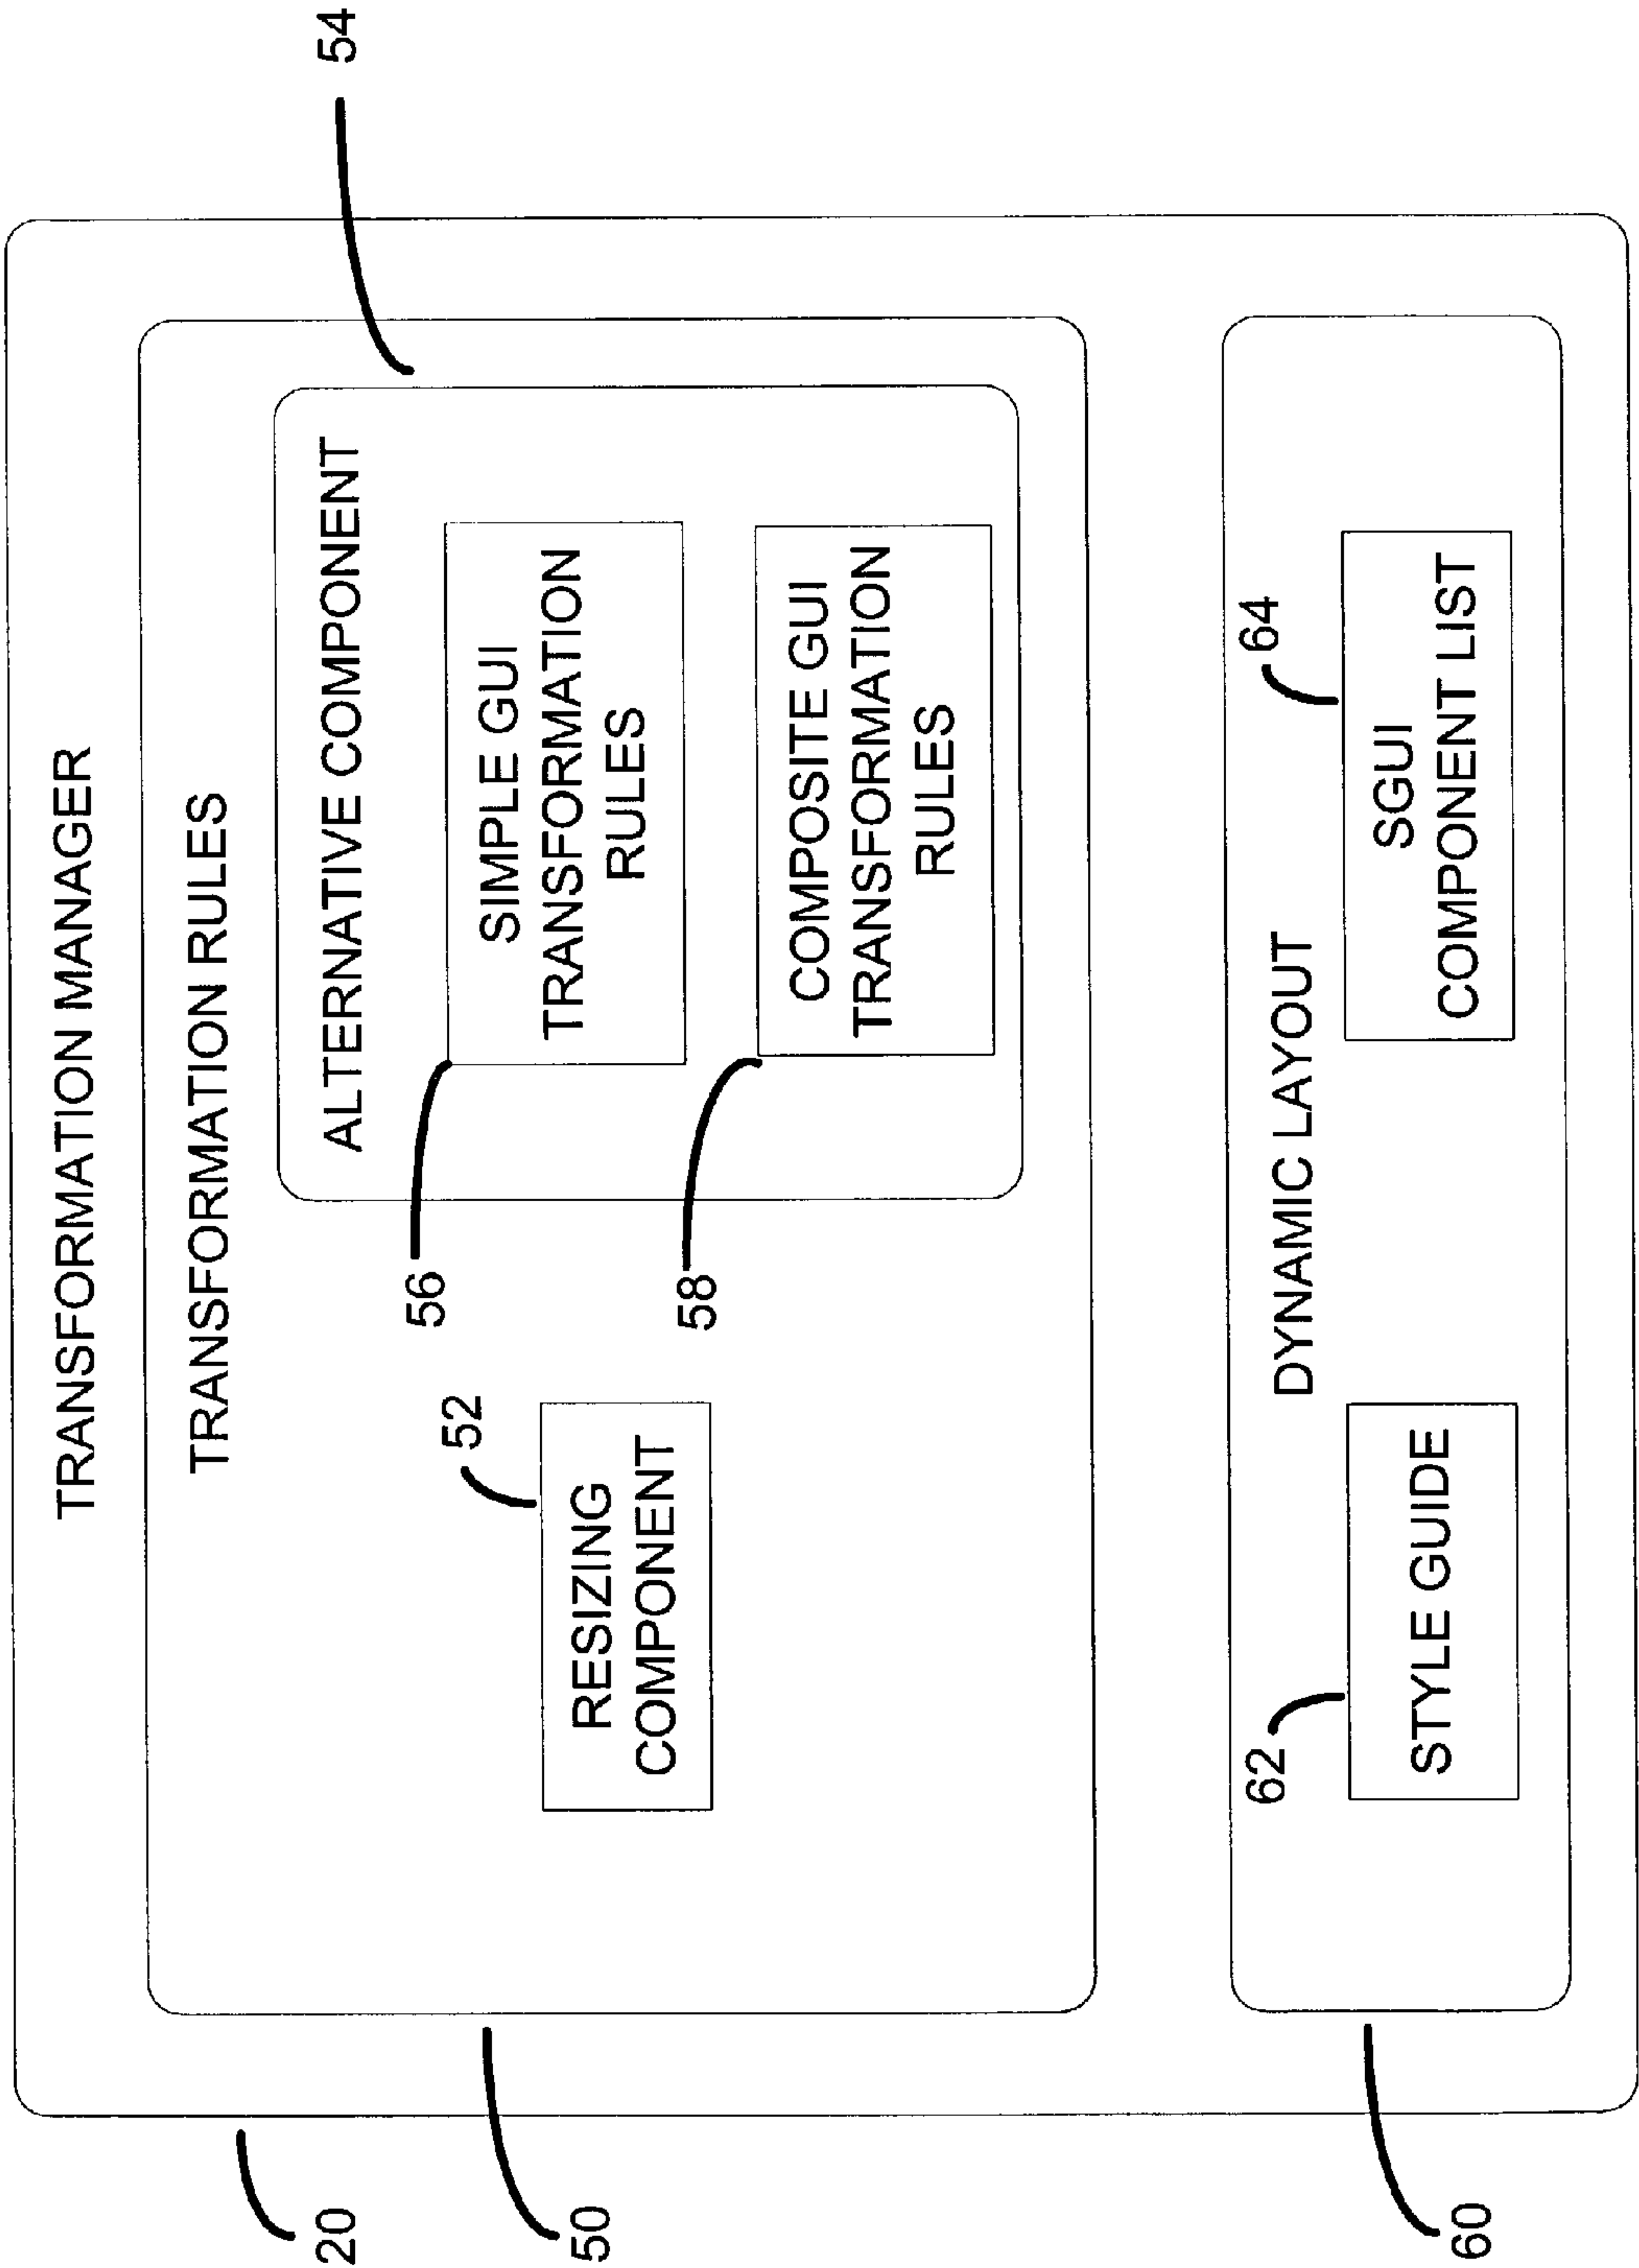 TRANSFORMATION MANAGER
20
TRANSFORMATION RULES
50
54
ALTERNATIVE COMPONENT
52
RESIZING
COMPONENT
56
SIMPLE GUI
TRANSFORMATION
RULES
58
COMPOSITE GUI
TRANSFORMATION
RULES
DYNAMIC LAYOUT
60
62
STYLE GUIDE
64
SGUI
COMPONENT LIST